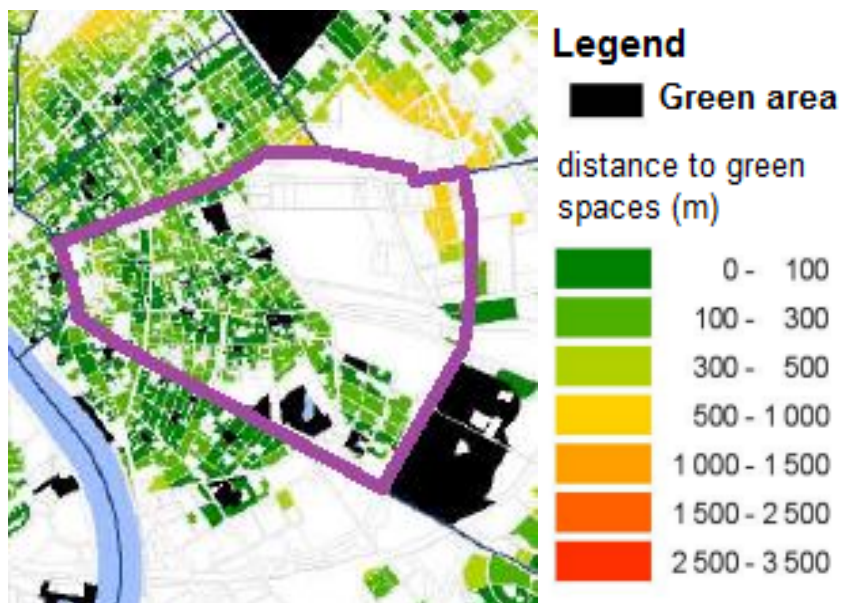 Legend
Green area
distance to green
spaces (m)
0 - 100
100 - 300
300 - 500
500 - 1 000
1 000 - 1 500
1 500 - 2 500
2 500 - 3 500